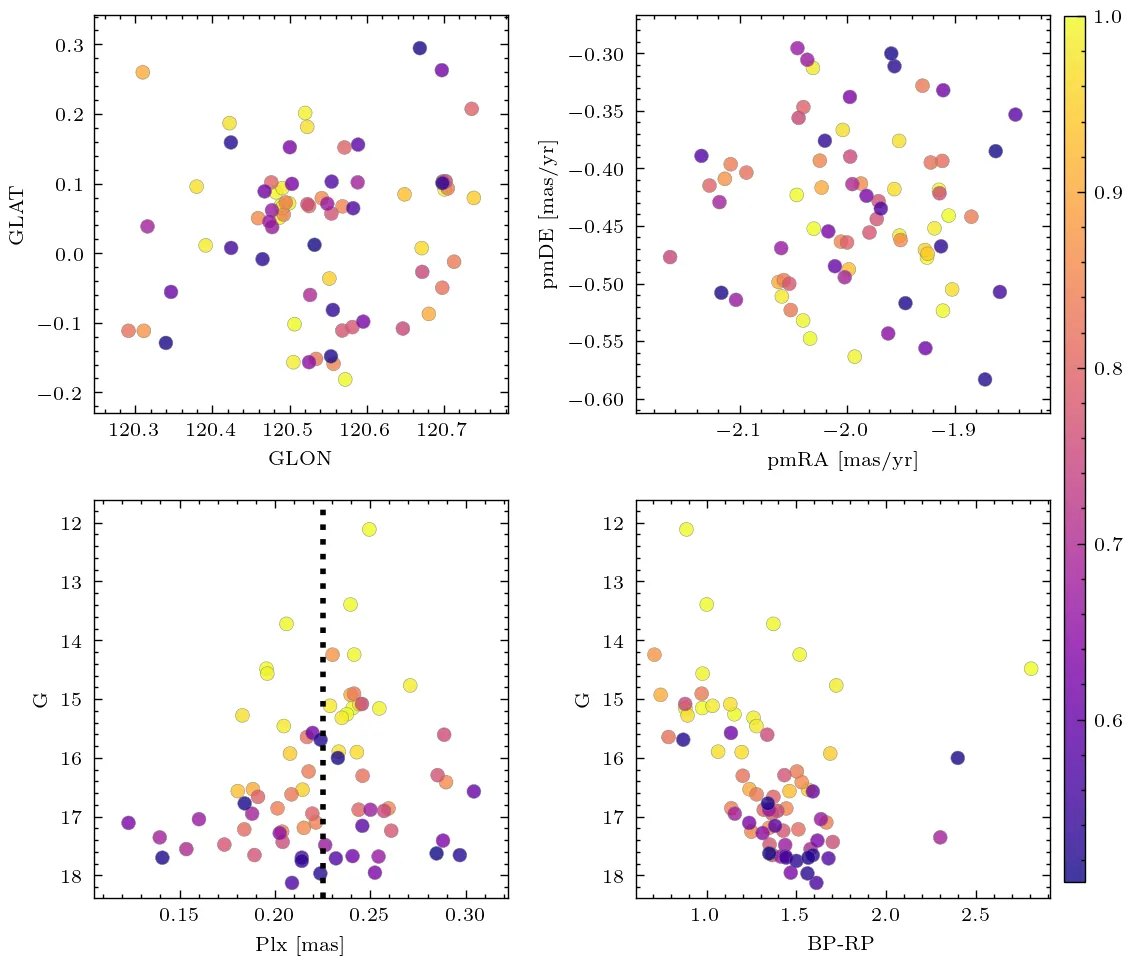 0.3
0.2
0.1
0.0
−0.1
−0.2
GLAT
120.3 120.4 120.5 120.6 120.7
GLON
−0.30
−0.35
−0.40
−0.45
−0.50
−0.55
−0.60
pmDE [mas/yr]
−2.1 −2.0 −1.9
pmRA [mas/yr]
12
13
14
15
16
17
18
G
0.15 0.20 0.25 0.30
Plx [mas]
12
13
14
15
16
17
18
G
1.0 1.5 2.0 2.5
BP-RP
1.0
0.9
0.8
0.7
0.6